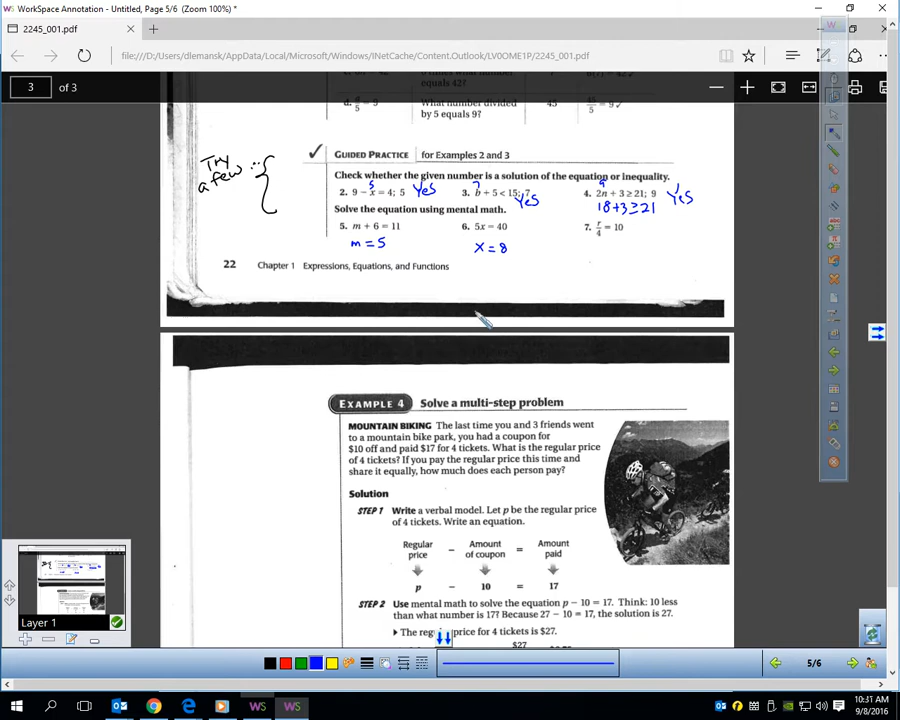 WorkSpace Annotation - Untitled, Page 5/6 (Zoom 100%) *
2245_001.pdf
file:///D:/Users/dlemansk/AppData/Local/Microsoft/Windows/INetCache/Content.Outlook/LV0OME1P/2245_001.pdf
3 of 3
equals 42?
d. = 9 What number divided 45 = 9 ✓
by 5 equals 9?
Try
a few
✓ GUIDED PRACTICE for Examples 2 and 3
Check whether the given number is a solution of the equation or inequality.
5 7 9
2. 9 − x = 4; 5 Yes 3. b + 5 < 15; 7 Yes 4. 2n + 3 ≥ 21; 9 Yes
18+3≥21
Solve the equation using mental math.
5. m + 6 = 11 6. 5x = 40 7. r/4 = 10
m = 5 x = 8
22 Chapter 1 Expressions, Equations, and Functions
EXAMPLE 4 Solve a multi-step problem
MOUNTAIN BIKING The last time you and 3 friends went
to a mountain bike park, you had a coupon for
$10 off and paid $17 for 4 tickets. What is the regular price
of 4 tickets? If you pay the regular price this time and
share it equally, how much does each person pay?
Solution
STEP 1 Write a verbal model. Let p be the regular price
of 4 tickets. Write an equation.
Regular Amount Amount
price − of coupon = paid
p − 10 = 17
STEP 2 Use mental math to solve the equation p − 10 = 17. Think: 10 less
than what number is 17? Because 27 − 10 = 17, the solution is 27.
The price for 4 tickets is $27.
$27
Layer 1
5/6
10:31 AM
9/8/2016